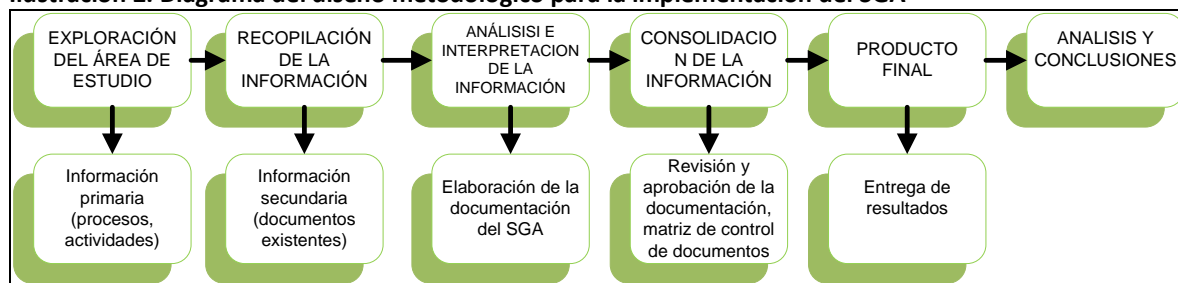 Ilustración 2. Diagrama del diseño metodológico para la implementación del SGA
EXPLORACIÓN
DEL ÁREA DE
ESTUDIO
RECOPILACIÓN
DE LA
INFORMACIÓN
ANÁLISISI E
INTERPRETACION
DE LA
INFORMACIÓN
CONSOLIDACIO
N DE LA
INFORMACIÓN
PRODUCTO
FINAL
ANALISIS Y
CONCLUSIONES
Información
primaria
(procesos,
actividades)
Información
secundaria
(documentos
existentes)
Elaboración de la
documentación
del SGA
Revisión y
aprobación de la
documentación,
matriz de control
de documentos
Entrega de
resultados